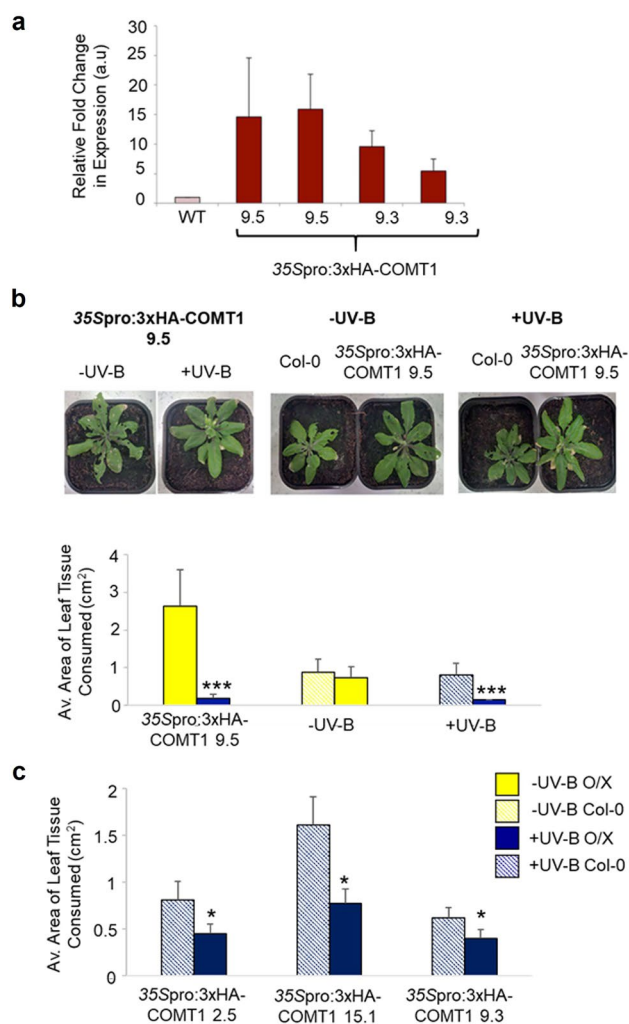 a
30
25
20
15
10
5
0
Relative Fold Change
in Expression (a.u)
WT
9.5
9.5
9.3
9.3
35Spro:3xHA-COMT1
b
35Spro:3xHA-COMT1
9.5
-UV-B
+UV-B
-UV-B
Col-0
35Spro:3xHA-
COMT1 9.5
+UV-B
Col-0
35Spro:3xHA-
COMT1 9.5
4
3
2
1
0
Av. Area of Leaf Tissue
Consumed (cm²)
***
***
35Spro:3xHA-
COMT1 9.5
-UV-B
+UV-B
c
2
1.5
1
0.5
0
Av. Area of Leaf Tissue
Consumed (cm²)
*
*
*
35Spro:3xHA-
COMT1 2.5
35Spro:3xHA-
COMT1 15.1
35Spro:3xHA-
COMT1 9.3
-UV-B O/X
-UV-B Col-0
+UV-B O/X
+UV-B Col-0